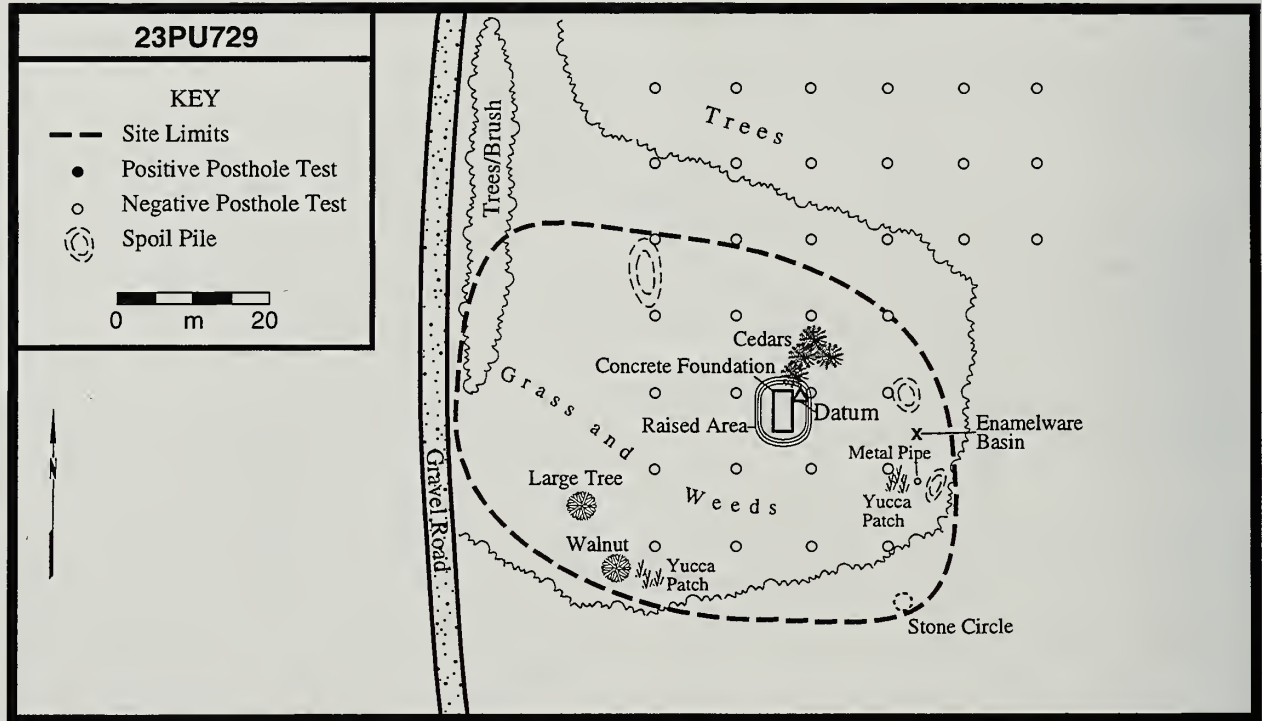 23PU729
KEY
Site Limits
Positive Posthole Test
Negative Posthole Test
Spoil Pile
0 m 20
N
Gravel Road
Trees/Brush
Trees
Cedars
Concrete Foundation
Datum
Raised Area
Grass and
Weeds
Enamelware
Basin
Metal Pipe
Yucca
Patch
Large Tree
Walnut
Yucca
Patch
Stone Circle